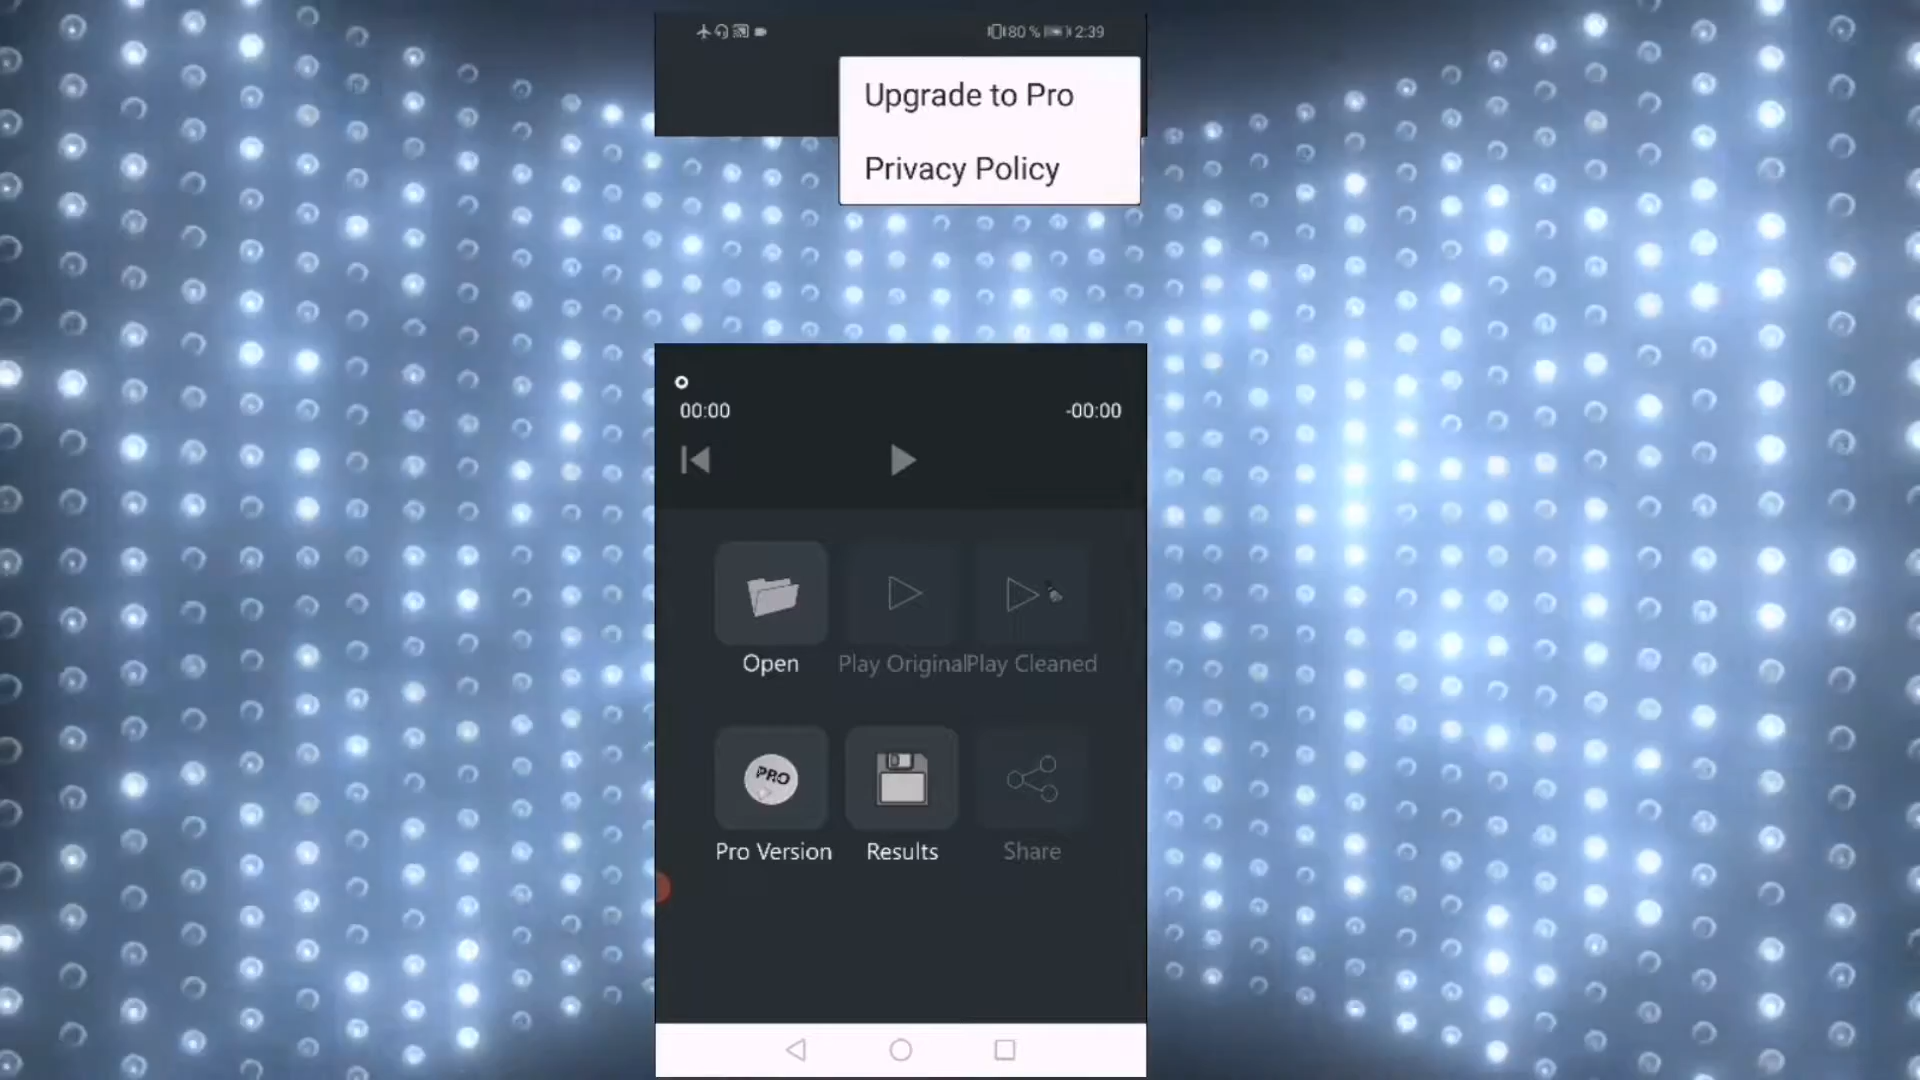 80 % 2:39
Upgrade to Pro
Privacy Policy
00:00 -00:00
Open Play Original Play Cleaned
PRO
Pro Version Results Share